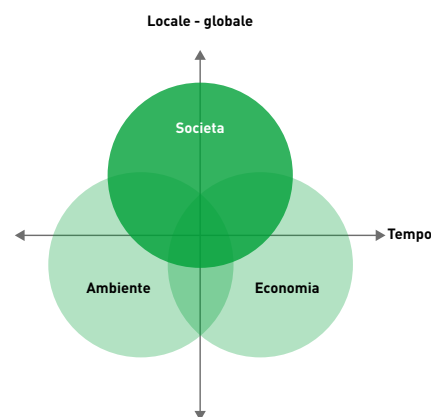 Locale - globale
Societa
Tempo
Ambiente
Economia